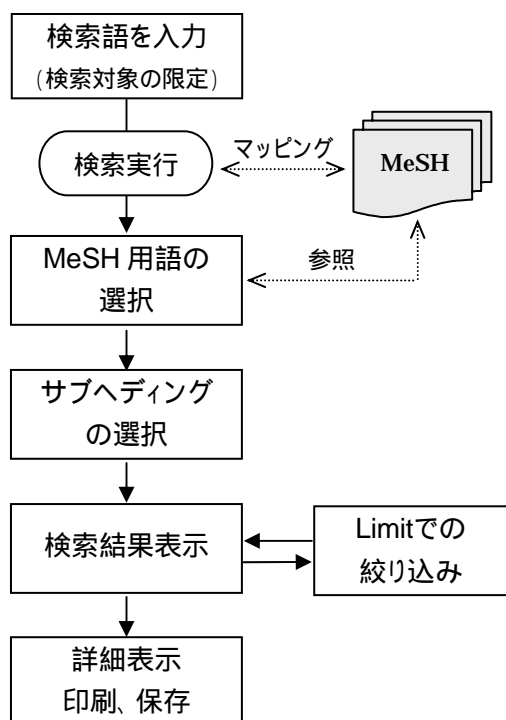 検索語を入力
（検索対象の限定）
検索実行
マッピング
MeSH
MeSH 用語の
選択
参照
サブヘディング
の選択
検索結果表示
Limitでの
絞り込み
詳細表示
印刷、保存